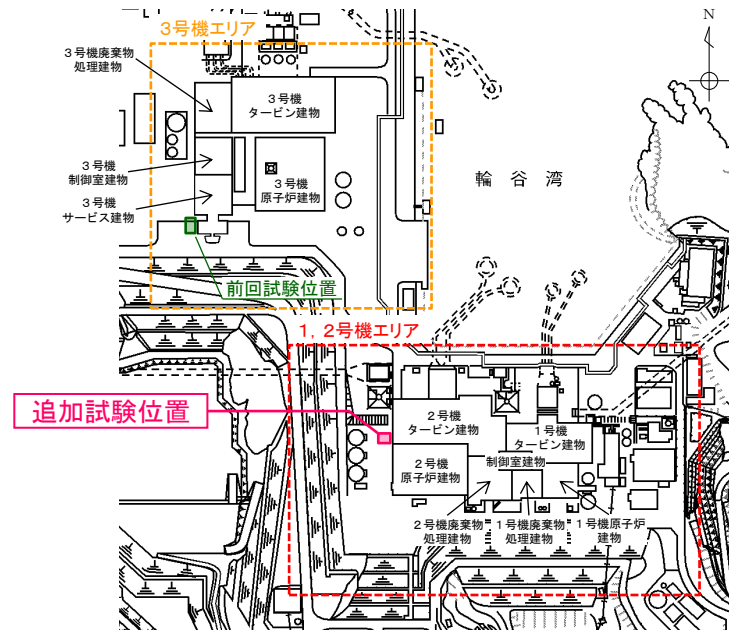 3号機エリア
N
3号機廃棄物
処理建物
3号機
タービン建物
3号機
制御室建物
3号機
原子炉建物
3号機
サービス建物
輪谷湾
前回試験位置
1,2号機エリア
追加試験位置
2号機
タービン建物
1号機
タービン建物
制御室建物
2号機
原子炉建物
2号機廃棄物
処理建物
1号機廃棄物
処理建物
1号機原子炉
建物